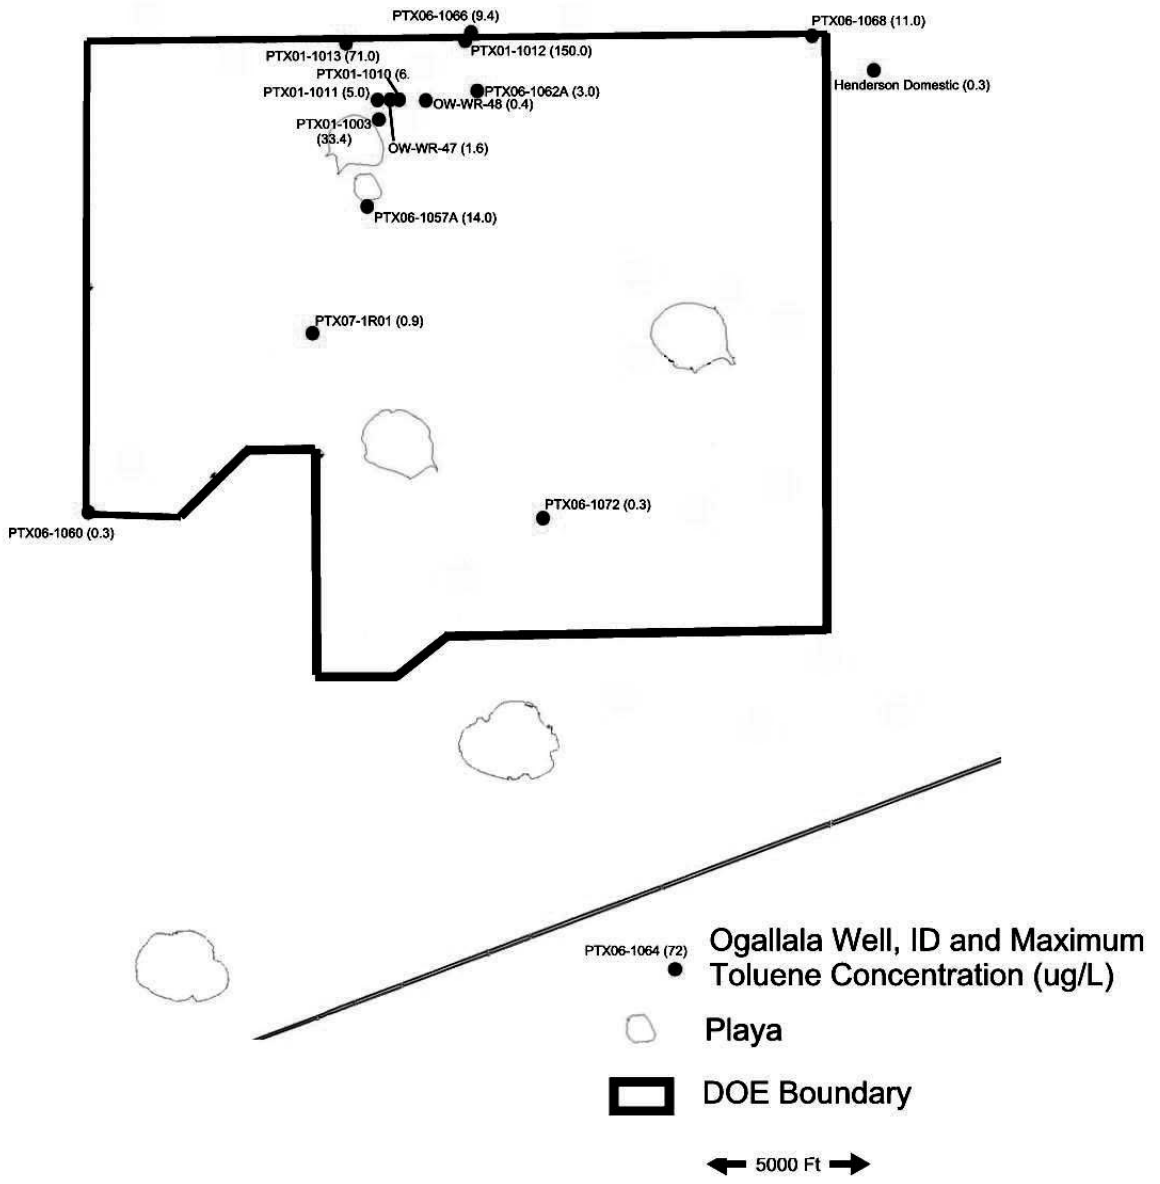 PTX06-1066 (9.4)
PTX06-1068 (11.0)
PTX01-1013 (71.0)
PTX01-1012 (150.0)
PTX01-1010 (6.
Henderson Domestic (0.3)
PTX01-1011 (5.0)
PTX06-1062A (3.0)
OW-WR-48 (0.4)
PTX01-1003
(33.4)
OW-WR-47 (1.6)
PTX06-1057A (14.0)
PTX07-1R01 (0.9)
PTX06-1072 (0.3)
PTX06-1060 (0.3)
PTX06-1064 (72)
Ogallala Well, ID and Maximum
Toluene Concentration (ug/L)
Playa
DOE Boundary
5000 Ft